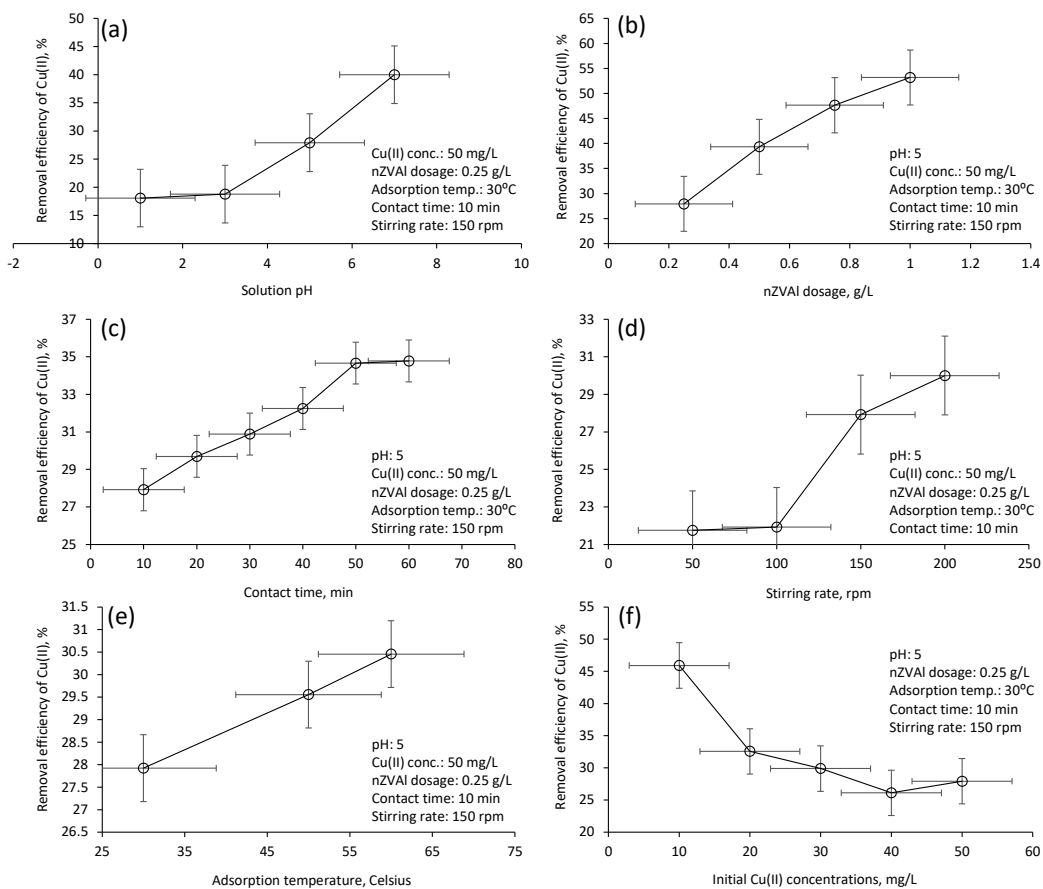 (a)
Removal efficiency of Cu(II), %
50
45
40
35
30
25
20
15
10
-2 0 2 4 6 8 10
Solution pH
Cu(II) conc.: 50 mg/L
nZVAl dosage: 0.25 g/L
Adsorption temp.: 30°C
Contact time: 10 min
Stirring rate: 150 rpm
(b)
Removal efficiency of Cu(II), %
65
60
55
50
45
40
35
30
25
20
0 0.2 0.4 0.6 0.8 1 1.2 1.4
nZVAl dosage, g/L
pH: 5
Cu(II) conc.: 50 mg/L
Adsorption temp.: 30°C
Contact time: 10 min
Stirring rate: 150 rpm
(c)
Removal efficiency of Cu(II), %
37
35
33
31
29
27
25
0 10 20 30 40 50 60 70 80
Contact time, min
pH: 5
Cu(II) conc.: 50 mg/L
nZVAl dosage: 0.25 g/L
Adsorption temp.: 30°C
Stirring rate: 150 rpm
(d)
Removal efficiency of Cu(II), %
33
31
29
27
25
23
21
0 50 100 150 200 250
Stirring rate, rpm
pH: 5
Cu(II) conc.: 50 mg/L
nZVAl dosage: 0.25 g/L
Adsorption temp.: 30°C
Contact time: 10 min
(e)
Removal efficiency of Cu(II), %
31.5
31
30.5
30
29.5
29
28.5
28
27.5
27
26.5
25 35 45 55 65 75
Adsorption temperature, Celsius
pH: 5
Cu(II) conc.: 50 mg/L
nZVAl dosage: 0.25 g/L
Contact time: 10 min
Stirring rate: 150 rpm
(f)
Removal efficiency of Cu(II), %
55
50
45
40
35
30
25
20
0 10 20 30 40 50 60
Initial Cu(II) concentrations, mg/L
pH: 5
nZVAl dosage: 0.25 g/L
Adsorption temp.: 30°C
Contact time: 10 min
Stirring rate: 150 rpm